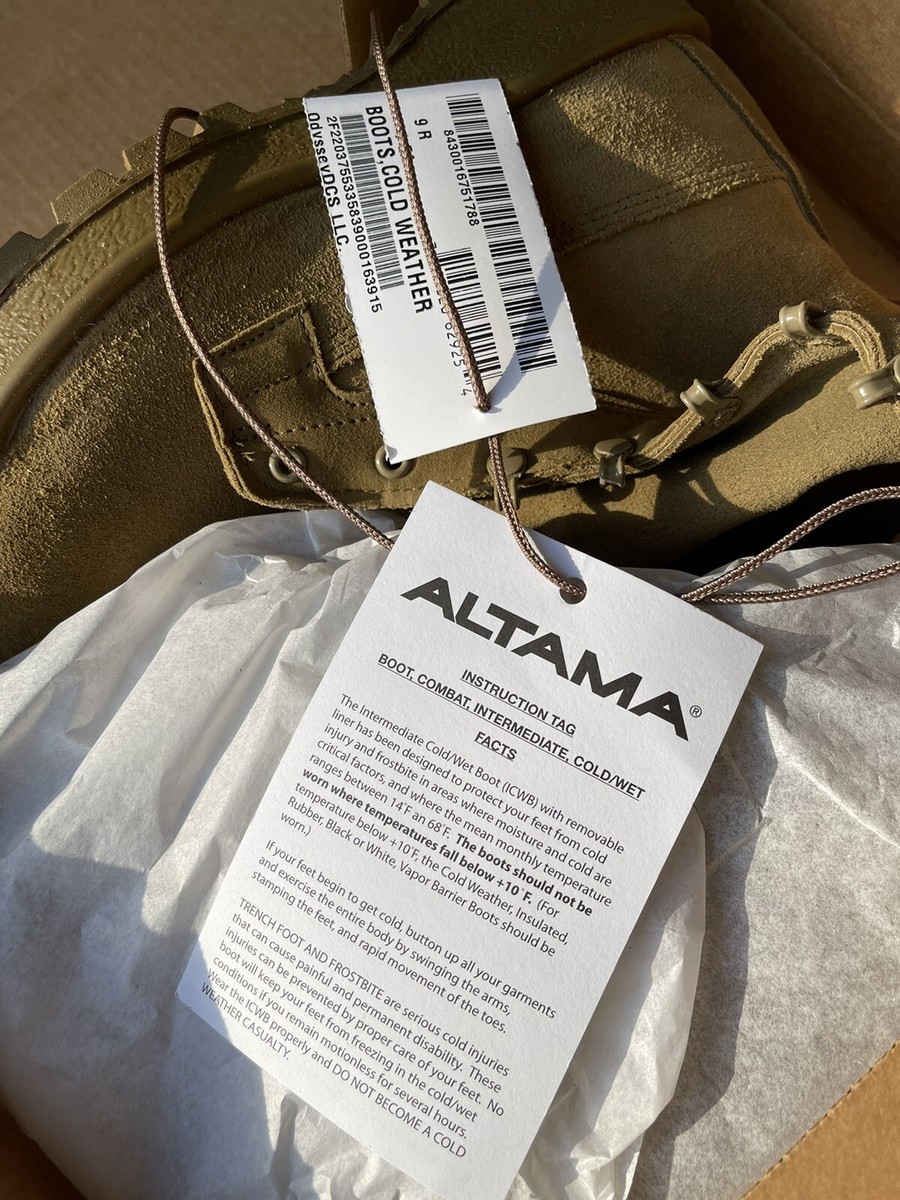 8430016751788
9 R
BOOTS,COLD WEATHER
2F2203755335839000163915
OdysseyDCS LLC.
ALTAMA®
INSTRUCTION TAG
BOOT, COMBAT, INTERMEDIATE, COLD/WET
FACTS
The Intermediate Cold/Wet Boot (ICWB) with removable
liner has been designed to protect your feet from cold
injury and frostbite in areas where moisture and cold are
critical factors, and where the mean monthly temperature
ranges between 14°F an 68°F. The boots should not be
worn where temperatures fall below +10°F. (For
temperature below +10°F, the Cold Weather, Insulated,
Rubber, Black or White, Vapor Barrier Boots should be
worn.)
If your feet begin to get cold, button up all your garments
and exercise the entire body by swinging the arms,
stamping the feet, and rapid movement of the toes.
TRENCH FOOT AND FROSTBITE are serious cold injuries
that can cause painful and permanent disability. These
injuries can be prevented by proper care of your feet. No
boot will keep your feet from freezing in the cold/wet
conditions if you remain motionless for several hours.
Wear the ICWB properly and DO NOT BECOME A COLD
WEATHER CASUALTY.